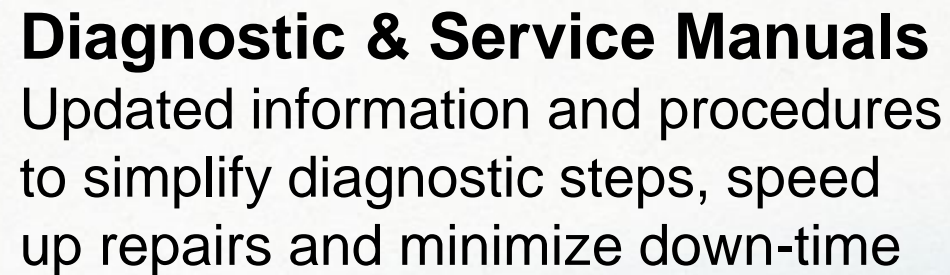 Diagnostic & Service Manuals
Updated information and procedures
to simplify diagnostic steps, speed
up repairs and minimize down-time